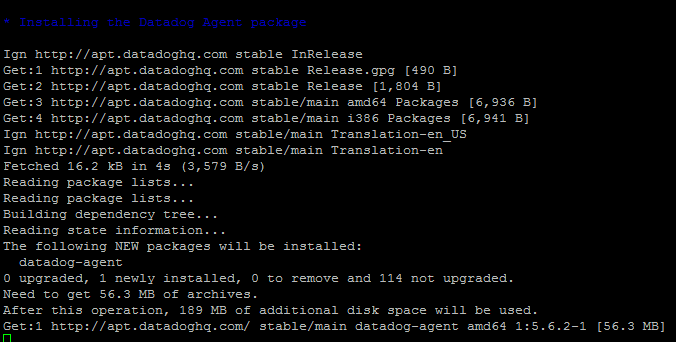 * Installing the Datadog Agent package
Ign http://apt.datadoghq.com stable InRelease
Get:1 http://apt.datadoghq.com stable Release.gpg [490 B]
Get:2 http://apt.datadoghq.com stable Release [1,804 B]
Get:3 http://apt.datadoghq.com stable/main amd64 Packages [6,936 B]
Get:4 http://apt.datadoghq.com stable/main i386 Packages [6,941 B]
Ign http://apt.datadoghq.com stable/main Translation-en_US
Ign http://apt.datadoghq.com stable/main Translation-en
Fetched 16.2 kB in 4s (3,579 B/s)
Reading package lists...
Reading package lists...
Building dependency tree...
Reading state information...
The following NEW packages will be installed:
  datadog-agent
0 upgraded, 1 newly installed, 0 to remove and 114 not upgraded.
Need to get 56.3 MB of archives.
After this operation, 189 MB of additional disk space will be used.
Get:1 http://apt.datadoghq.com/ stable/main datadog-agent amd64 1:5.6.2-1 [56.3 MB]